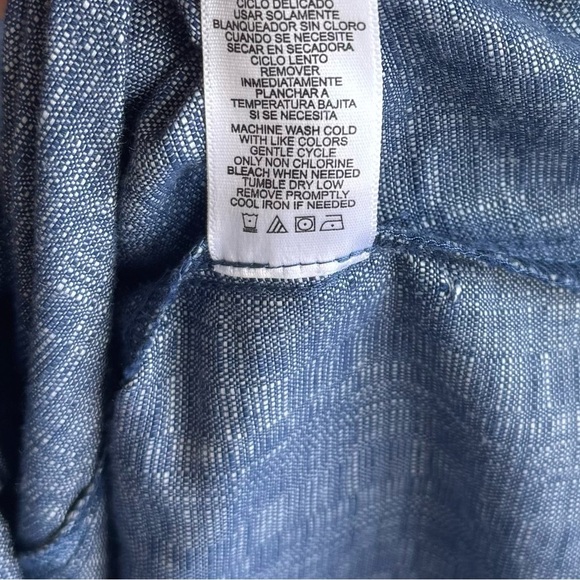 CICLO DELICADO
USAR SOLAMENTE
BLANQUEADOR SIN CLORO
CUANDO SE NECESITE
SECAR EN SECADORA
CICLO LENTO
REMOVER
INMEDIATAMENTE
PLANCHAR A
TEMPERATURA BAJITA
SI SE NECESITA
MACHINE WASH COLD
WITH LIKE COLORS
GENTLE CYCLE
ONLY NON CHLORINE
BLEACH WHEN NEEDED
TUMBLE DRY LOW
REMOVE PROMPTLY
COOL IRON IF NEEDED